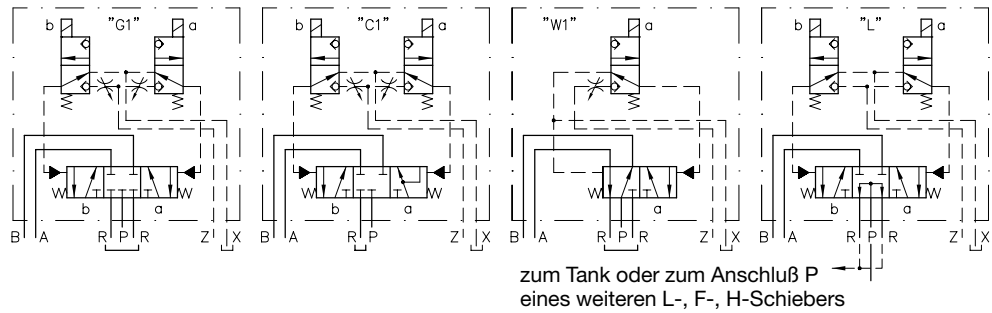 b "G1" a
b a
B A R P R Z X
b "C1" a
b a
B A R P Z X
"W1" a
a
B A R P R Z X
b "L" a
b a
B A R P R Z X
zum Tank oder zum Anschluß P
eines weiteren L-, F-, H-Schiebers